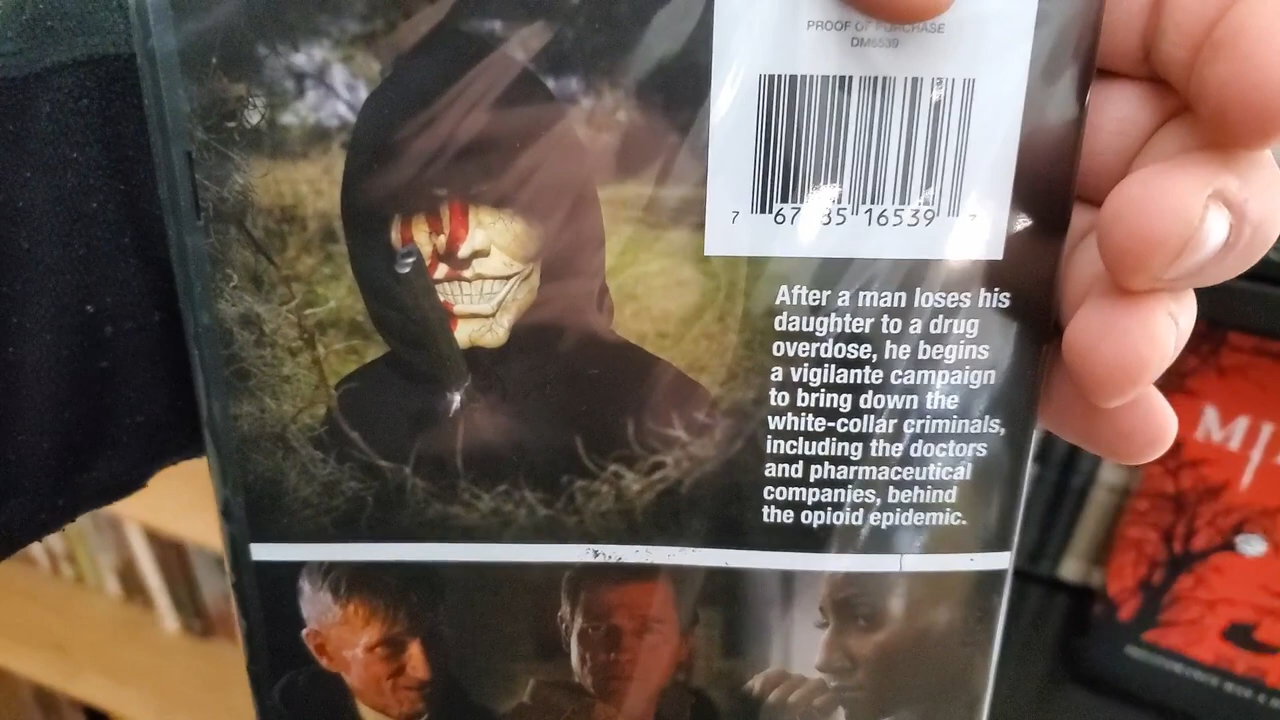 PROOF OF PURCHASE
DM6539
7 67 85 16539 7
After a man loses his
daughter to a drug
overdose, he begins
a vigilante campaign
to bring down the
white-collar criminals,
including the doctors
and pharmaceutical
companies, behind
the opioid epidemic.